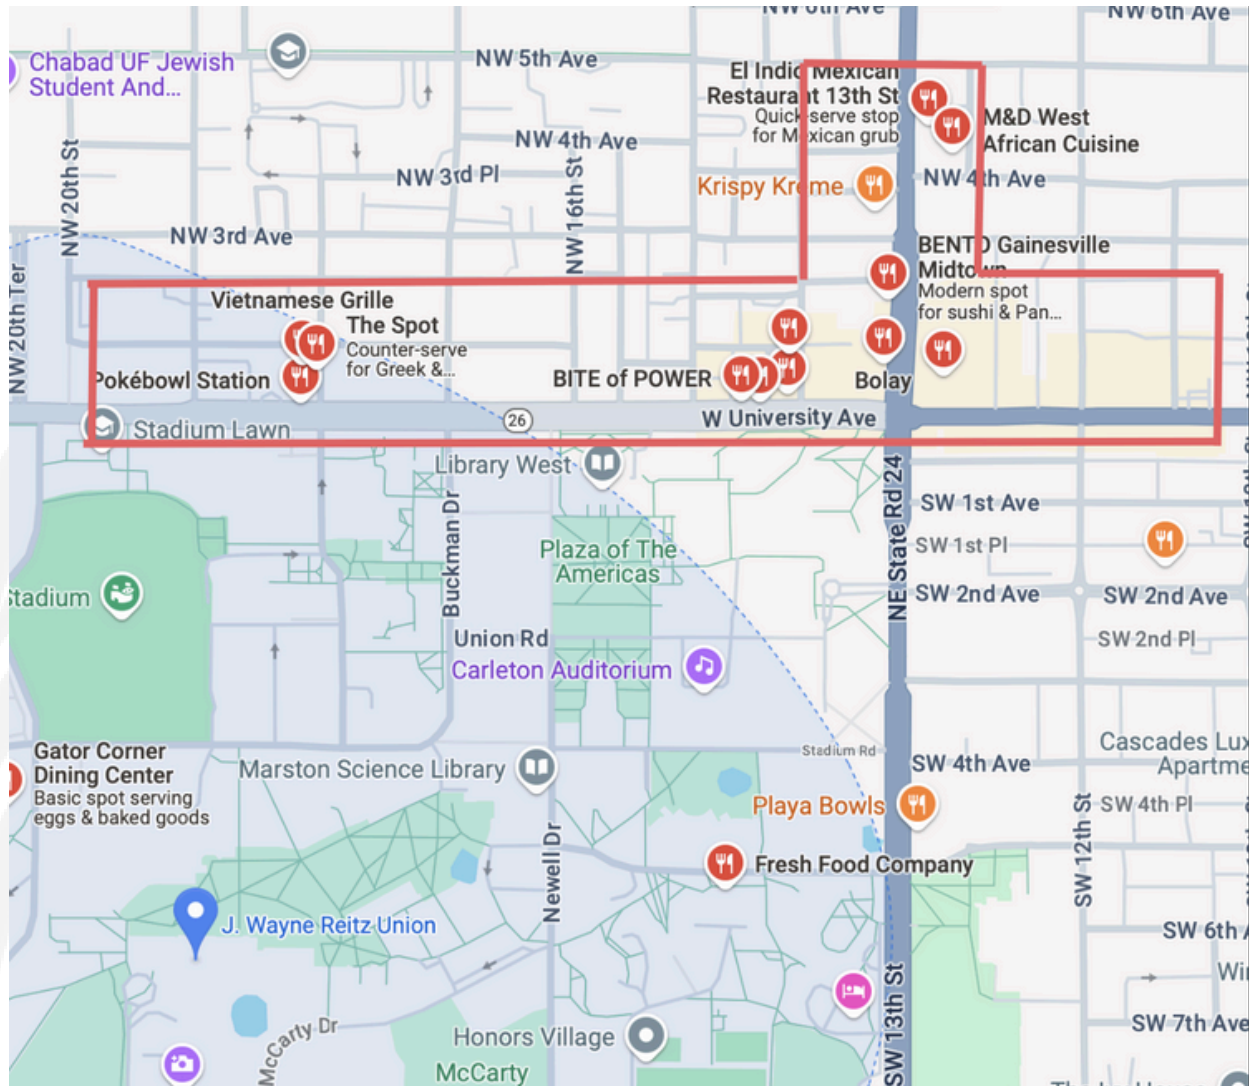 NW 6th Ave
Chabad UF Jewish
Student And...
NW 5th Ave
El Indio Mexican
Restaurant 13th St
Quick-serve stop
for Mexican grub
M&D West
African Cuisine
NW 4th Ave
NW 20th St
NW 3rd Pl
NW 16th St
Krispy Kreme
NW 4th Ave
NW 3rd Ave
BENTO Gainesville
Midtown
Modern spot
for sushi & Pan...
NW 20th Ter
Vietnamese Grille
The Spot
Counter-serve
for Greek &...
Pokébowl Station
BITE of POWER
Bolay
26
W University Ave
Stadium Lawn
Library West
NE State Rd 24
SW 1st Ave
SW 1st Pl
Buckman Dr
Plaza of The
Americas
Stadium
SW 2nd Ave
SW 2nd Ave
Union Rd
SW 2nd Pl
Carleton Auditorium
Stadium Rd
Gator Corner
Dining Center
Basic spot serving
eggs & baked goods
Marston Science Library
SW 4th Ave
Cascades Lux
Apartme
Playa Bowls
SW 4th Pl
SW 12th St
Newell Dr
Fresh Food Company
J. Wayne Reitz Union
SW 6th A
SW 13th St
SW 7th Ave
McCarty Dr
Honors Village
McCarty